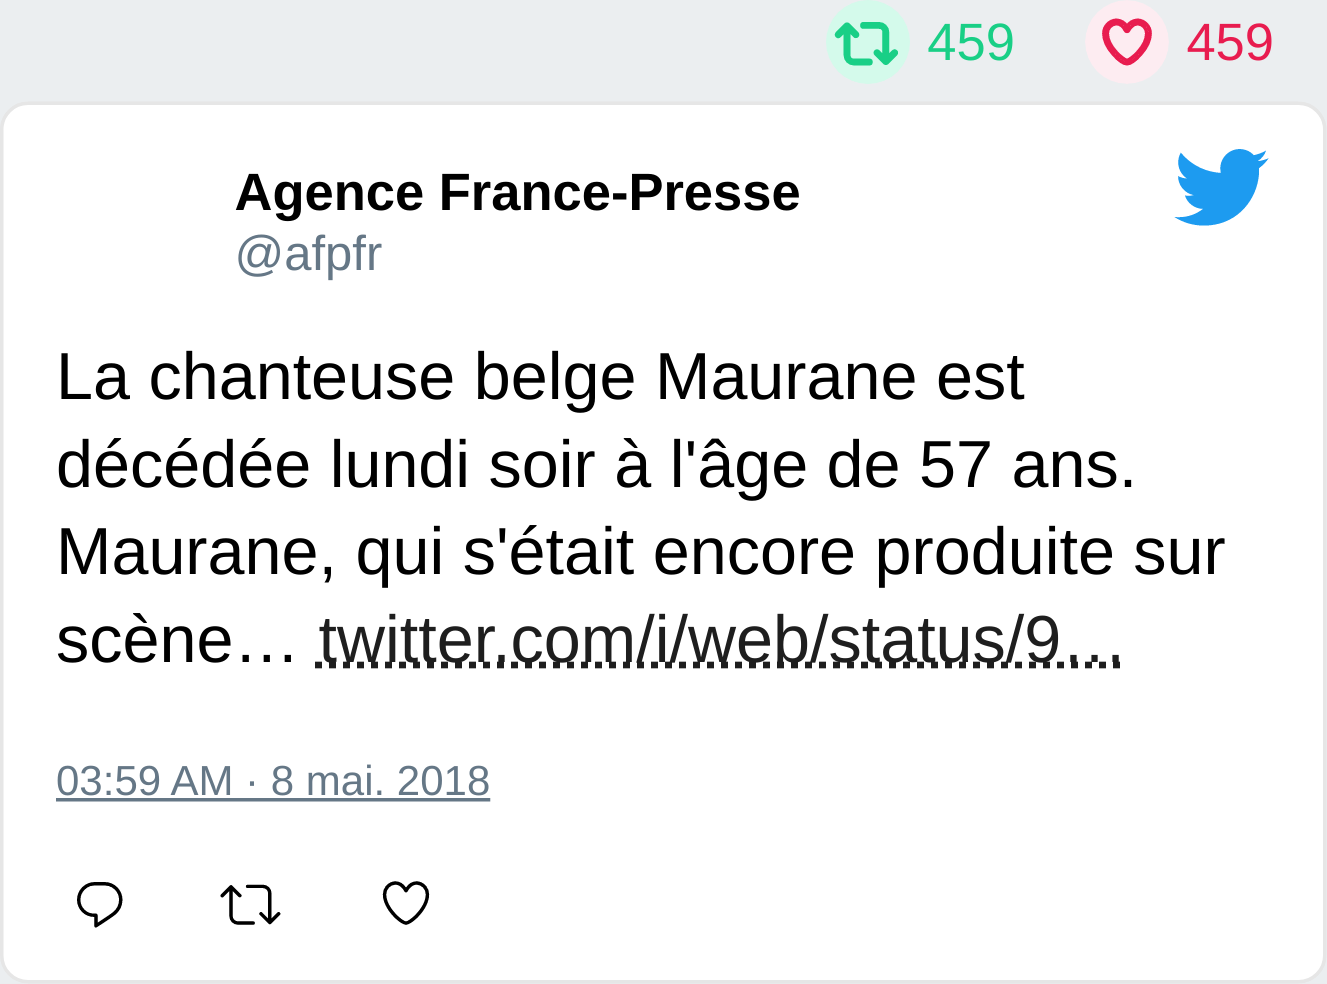 459 459
Agence France-Presse
@afpfr
La chanteuse belge Maurane est
décédée lundi soir à l'âge de 57 ans.
Maurane, qui s'était encore produite sur
scène… twitter.com/i/web/status/9…
03:59 AM · 8 mai. 2018